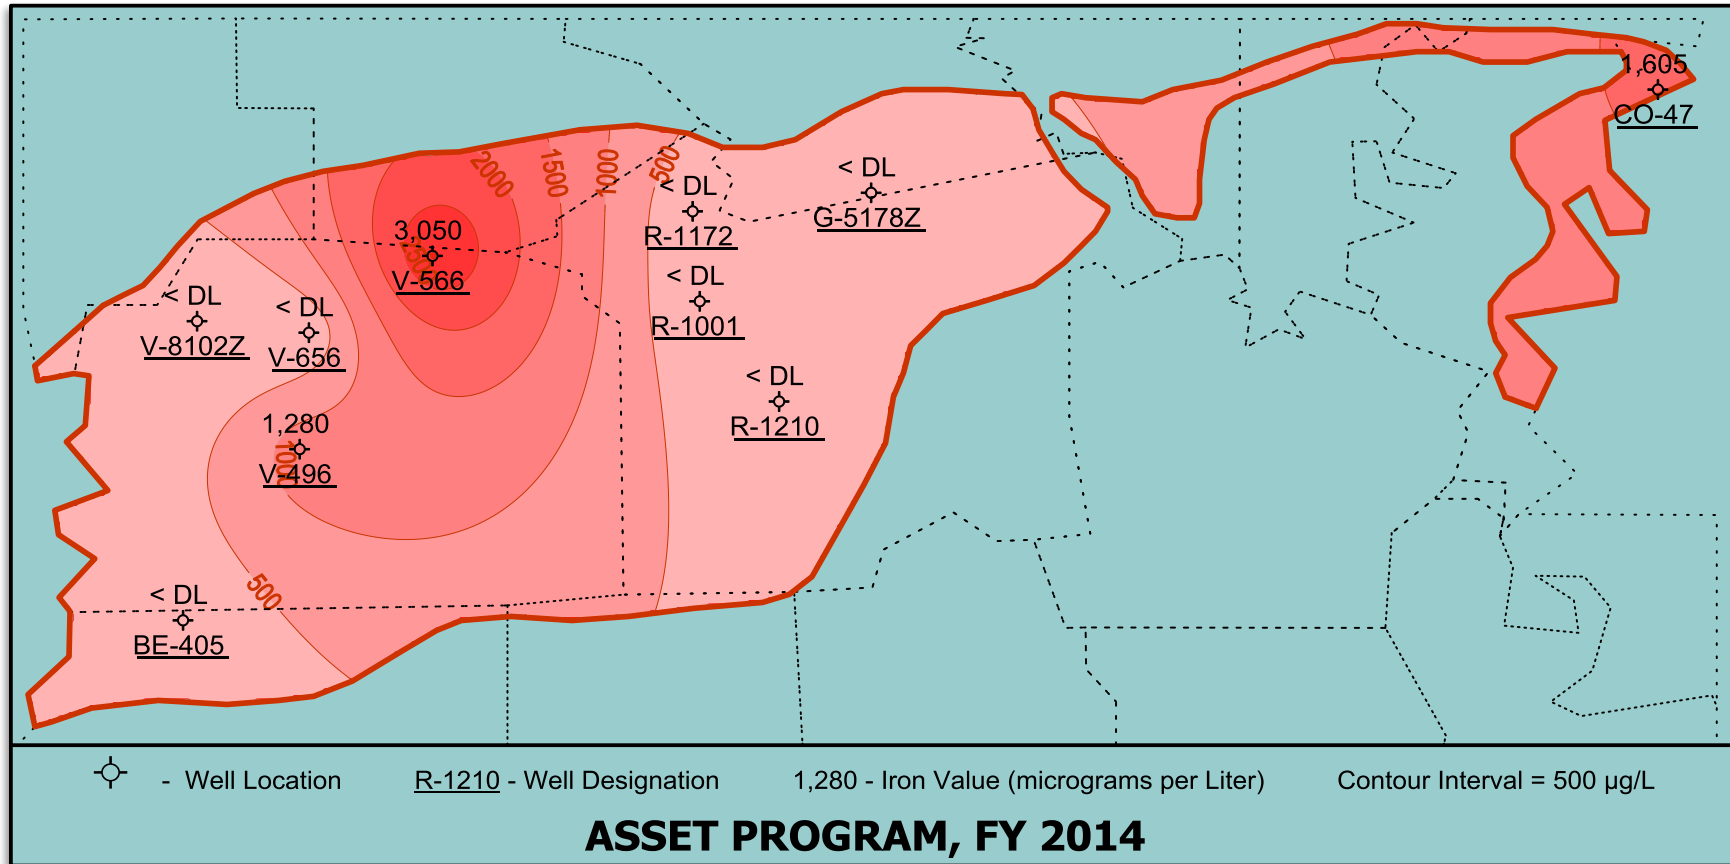 1,605
CO-47
2000
1500
1000
500
< DL
R-1172
< DL
G-5178Z
3,050
2500
V-566
< DL
V-8102Z
< DL
V-656
< DL
R-1001
< DL
R-1210
1,280
1000
V-496
500
< DL
BE-405
- Well Location
R-1210 - Well Designation
1,280 - Iron Value (micrograms per Liter)
Contour Interval = 500 µg/L
ASSET PROGRAM, FY 2014